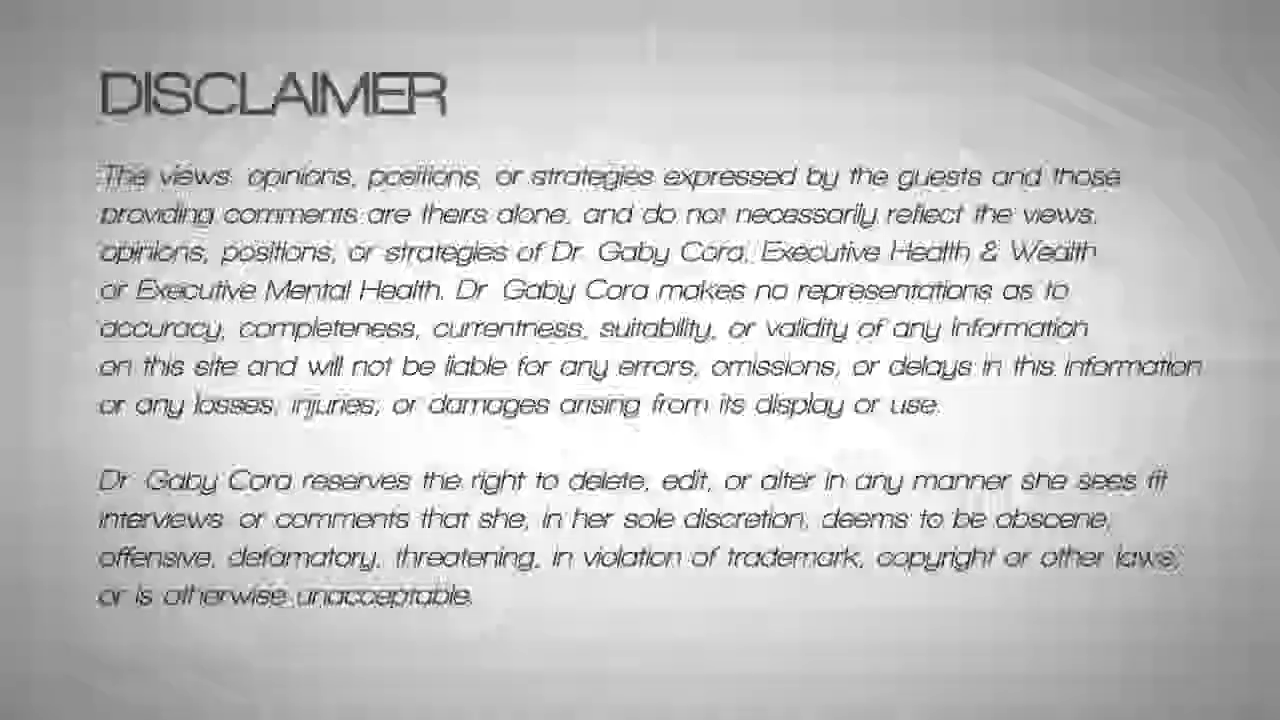 DISCLAIMER
The views, opinions, positions, or strategies expressed by the guests and those
providing comments are theirs alone, and do not necessarily reflect the views,
opinions, positions, or strategies of Dr. Gaby Cora, Executive Health & Wealth
or Executive Mental Health. Dr. Gaby Cora makes no representations as to
accuracy, completeness, currentness, suitability, or validity of any information
on this site and will not be liable for any errors, omissions, or delays in this information
or any losses, injuries, or damages arising from its display or use.
Dr. Gaby Cora reserves the right to delete, edit, or alter in any manner she sees fit
interviews or comments that she, in her sole discretion, deems to be obscene,
offensive, defamatory, threatening, in violation of trademark, copyright or other laws,
or is otherwise unacceptable.